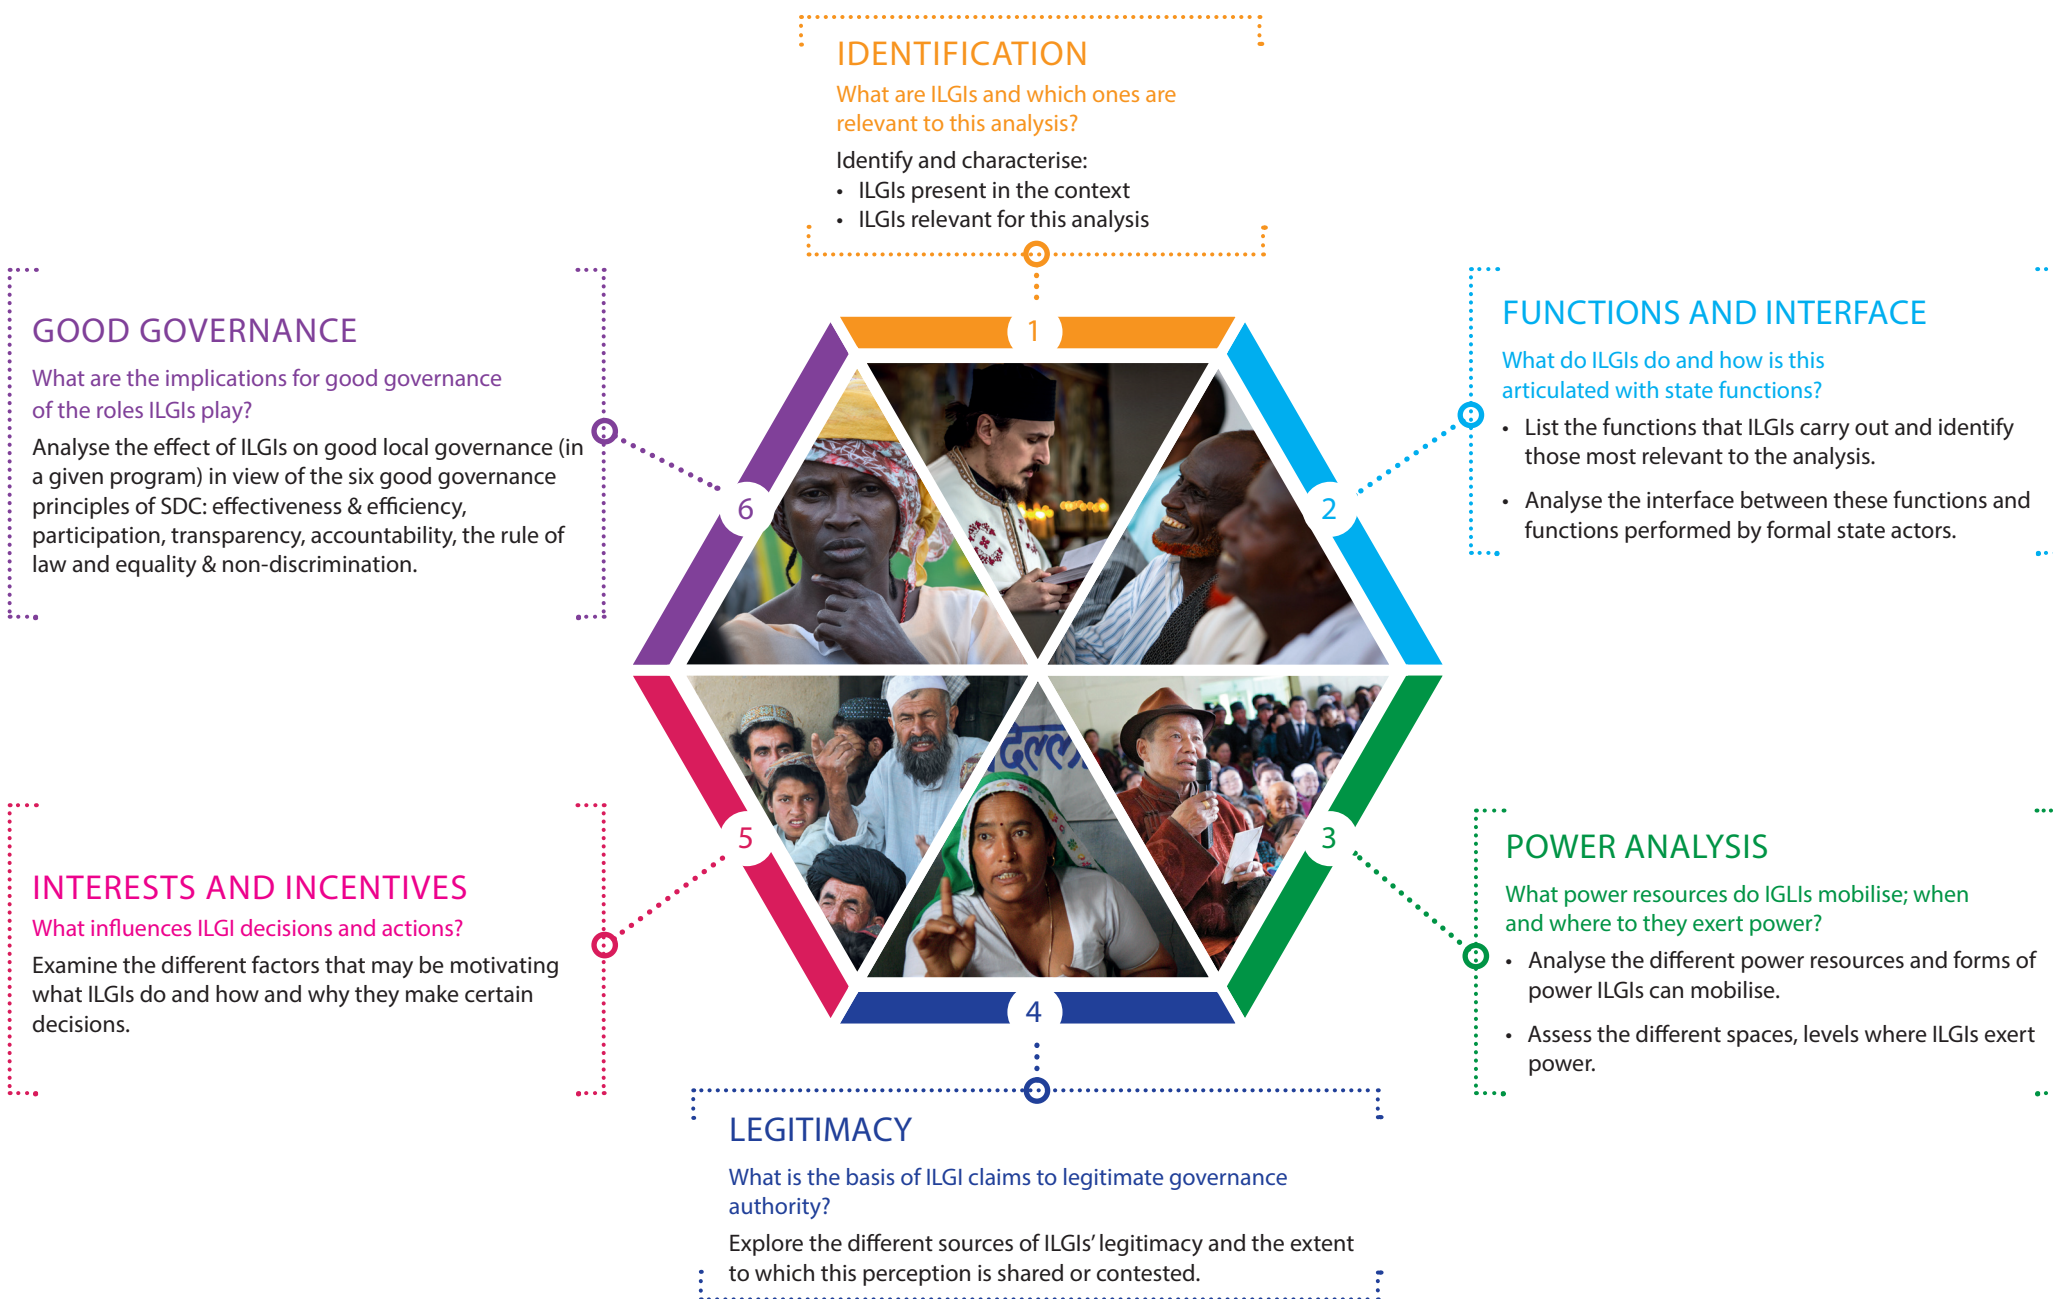 IDENTIFICATION
What are ILGIs and which ones are
relevant to this analysis?
Identify and characterise:
• ILGIs present in the context
• ILGIs relevant for this analysis
1
FUNCTIONS AND INTERFACE
What do ILGIs do and how is this
articulated with state functions?
• List the functions that ILGIs carry out and identify
those most relevant to the analysis.
• Analyse the interface between these functions and
functions performed by formal state actors.
2
POWER ANALYSIS
What power resources do IGLIs mobilise; when
and where to they exert power?
• Analyse the different power resources and forms of
power ILGIs can mobilise.
• Assess the different spaces, levels where ILGIs exert
power.
3
LEGITIMACY
What is the basis of ILGI claims to legitimate governance
authority?
Explore the different sources of ILGIs’ legitimacy and the extent
to which this perception is shared or contested.
4
INTERESTS AND INCENTIVES
What influences ILGI decisions and actions?
Examine the different factors that may be motivating
what ILGIs do and how and why they make certain
decisions.
5
GOOD GOVERNANCE
What are the implications for good governance
of the roles ILGIs play?
Analyse the effect of ILGIs on good local governance (in
a given program) in view of the six good governance
principles of SDC: effectiveness & efficiency,
participation, transparency, accountability, the rule of
law and equality & non-discrimination.
6